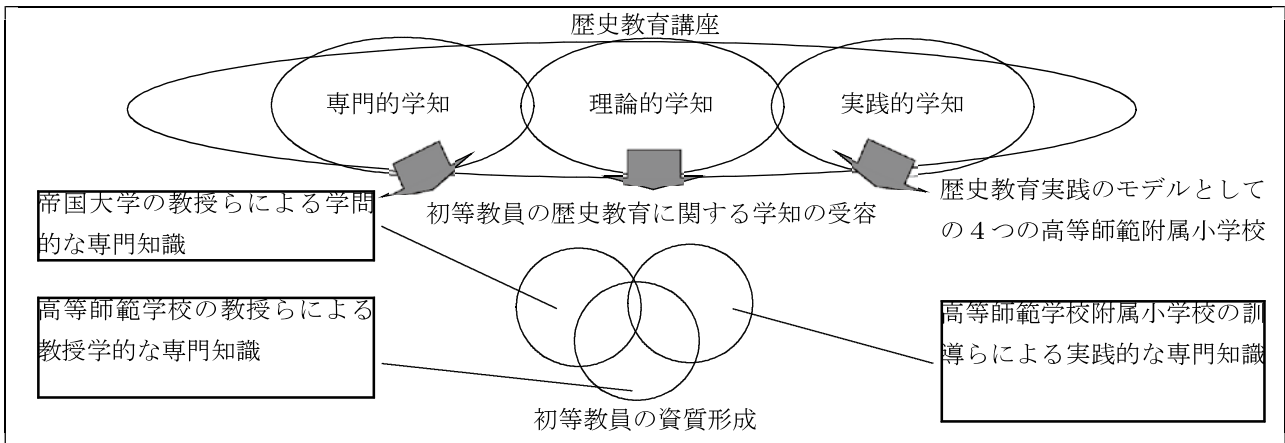 歴史教育講座
専門的学知
理論的学知
実践的学知
帝国大学の教授らによる学問
的な専門知識
初等教員の歴史教育に関する学知の受容
歴史教育実践のモデルとして
の４つの高等師範附属小学校
高等師範学校の教授らによる
教授学的な専門知識
高等師範学校附属小学校の訓
導らによる実践的な専門知識
初等教員の資質形成